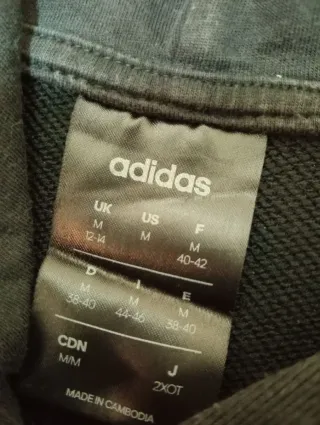 adidas
UK US F
M M M
12-14 40-42
D I E
M M M
38-40 44-46 38-40
CDN J
M/M 2XOT
MADE IN CAMBODIA